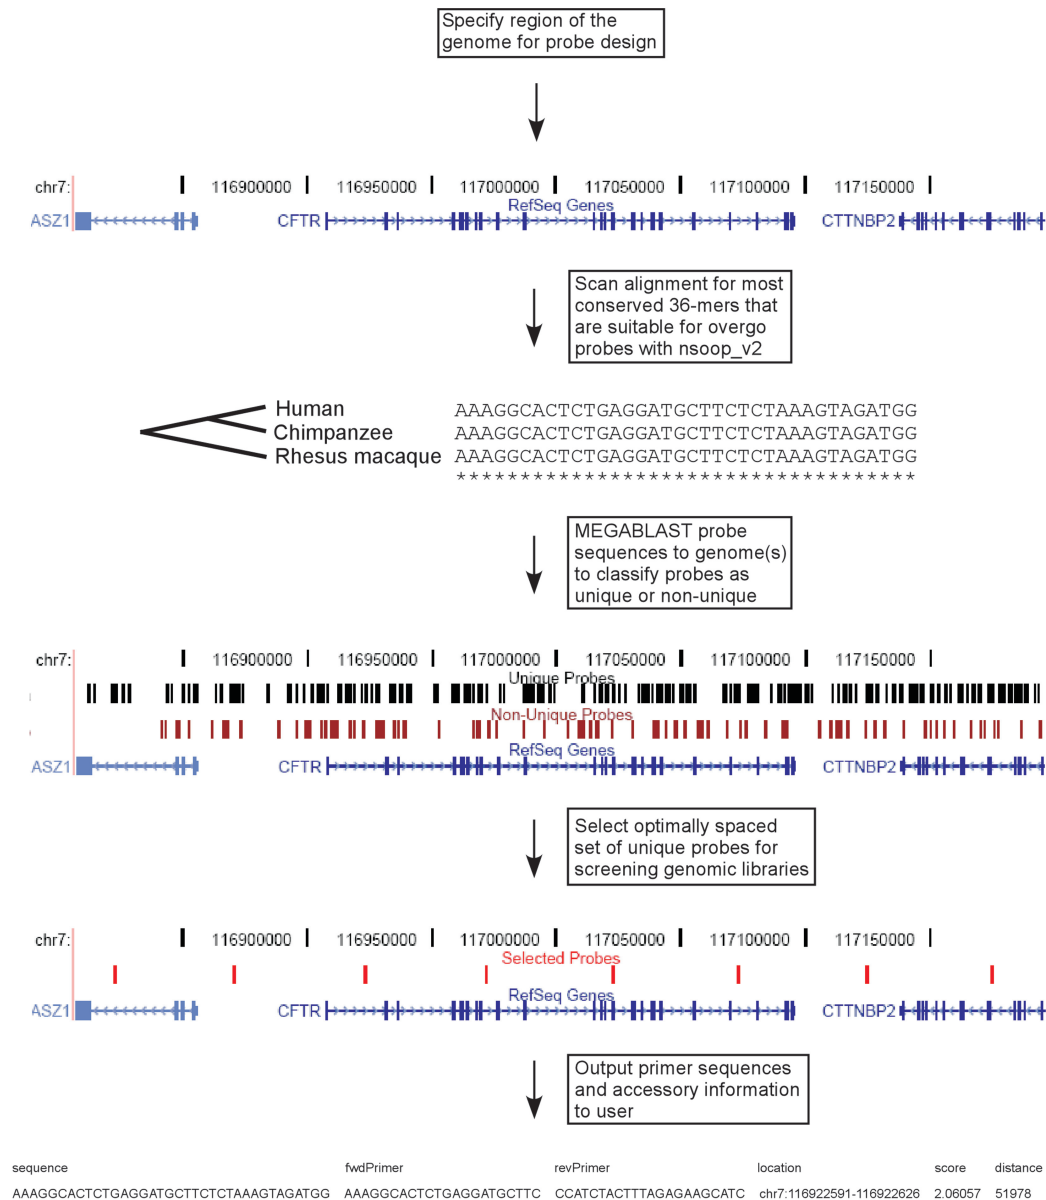 Specify region of the
genome for probe design
chr7: 116900000 116950000 117000000 117050000 117100000 117150000
RefSeq Genes
ASZ1 CFTR CTTNBP2
Scan alignment for most
conserved 36-mers that
are suitable for overgo
probes with nsoop_v2
Human AAAGGCACTCTGAGGATGCTTCTCTAAAGTAGATGG
Chimpanzee AAAGGCACTCTGAGGATGCTTCTCTAAAGTAGATGG
Rhesus macaque AAAGGCACTCTGAGGATGCTTCTCTAAAGTAGATGG
************************************
MEGABLAST probe
sequences to genome(s)
to classify probes as
unique or non-unique
chr7: 116900000 116950000 117000000 117050000 117100000 117150000
Unique Probes
Non-Unique Probes
RefSeq Genes
ASZ1 CFTR CTTNBP2
Select optimally spaced
set of unique probes for
screening genomic libraries
chr7: 116900000 116950000 117000000 117050000 117100000 117150000
Selected Probes
RefSeq Genes
ASZ1 CFTR CTTNBP2
Output primer sequences
and accessory information
to user
sequence fwdPrimer revPrimer location score distance
AAAGGCACTCTGAGGATGCTTCTCTAAAGTAGATGG AAAGGCACTCTGAGGATGCTTC CCATCTACTTTAGAGAAGCATC chr7:116922591-116922626 2.06057 51978